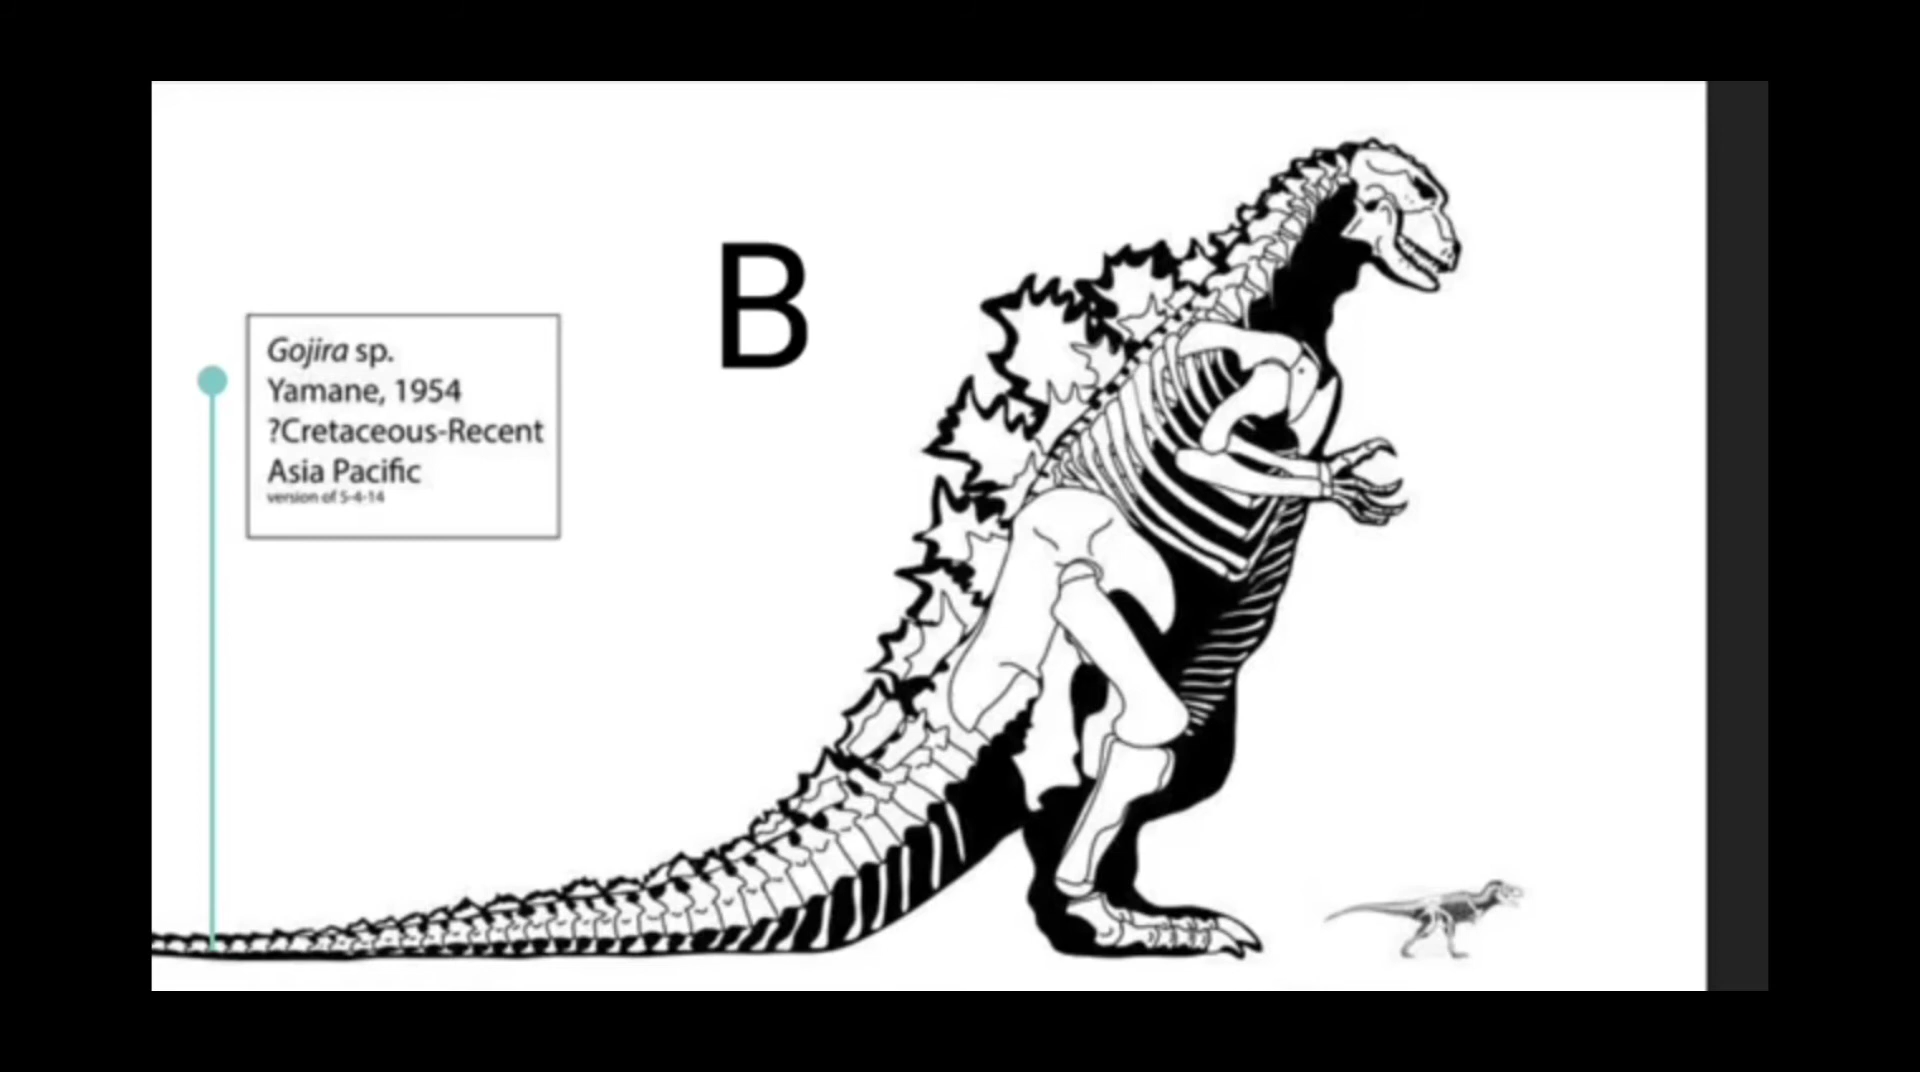 B
Gojira sp.
Yamane, 1954
?Cretaceous-Recent
Asia Pacific
version of 5-4-14